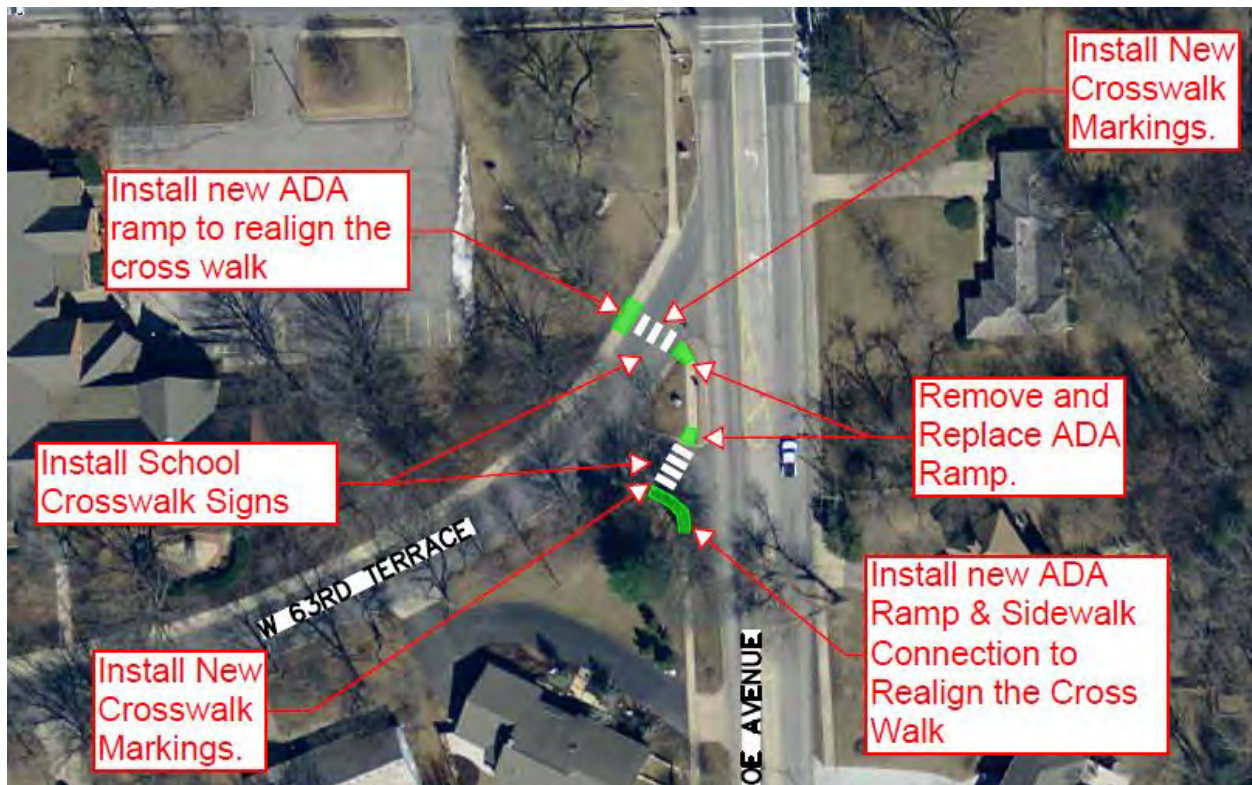 Install New
Crosswalk
Markings.
Install new ADA
ramp to realign the
cross walk
Remove and
Replace ADA
Ramp.
Install School
Crosswalk Signs
W 63RD TERRACE
Install new ADA
Ramp & Sidewalk
Connection to
Realign the Cross
Walk
Install New
Crosswalk
Markings.
OE AVENUE